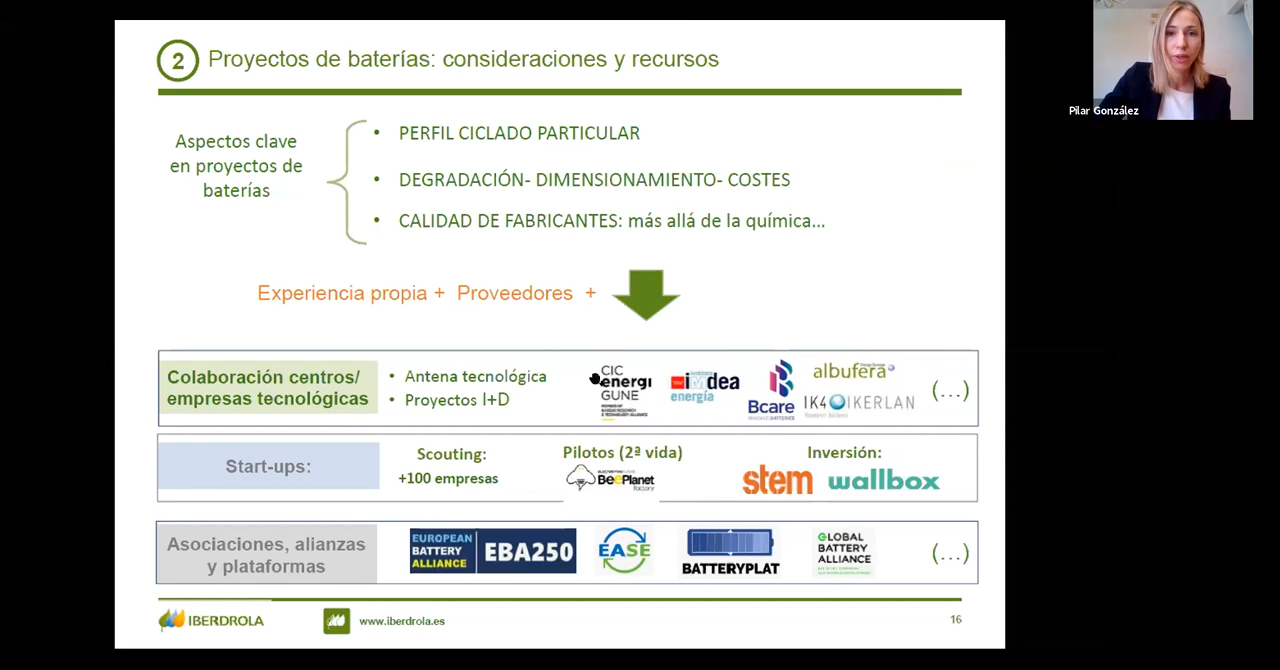 2 Proyectos de baterías: consideraciones y recursos
Pilar González
Aspectos clave
en proyectos de
baterías
• PERFIL CICLADO PARTICULAR
• DEGRADACIÓN- DIMENSIONAMIENTO- COSTES
• CALIDAD DE FABRICANTES: más allá de la química...
Experiencia propia + Proveedores +
Colaboración centros/
empresas tecnológicas
• Antena tecnológica
• Proyectos I+D
CIC
energi
GUNE
imdea
energía
Bcare
albufera
IK4 IKERLAN
(...)
Start-ups:
Scouting:
+100 empresas
Pilotos (2ª vida)
BeePlanet
factory
Inversión:
stem wallbox
Asociaciones, alianzas
y plataformas
EUROPEAN
BATTERY
ALLIANCE
EBA250
EASE
BATTERYPLAT
GLOBAL
BATTERY
ALLIANCE
(...)
IBERDROLA
www.iberdrola.es
16